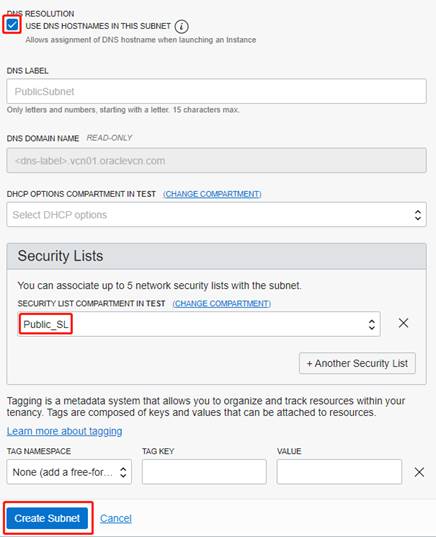 DNS RESOLUTION
USE DNS HOSTNAMES IN THIS SUBNET i
Allows assignment of DNS hostname when launching an Instance
DNS LABEL
PublicSubnet
Only letters and numbers, starting with a letter. 15 characters max.
DNS DOMAIN NAME READ-ONLY
<dns-label>.vcn01.oraclevcn.com
DHCP OPTIONS COMPARTMENT IN TEST (CHANGE COMPARTMENT)
Select DHCP options
Security Lists
You can associate up to 5 network security lists with the subnet.
SECURITY LIST COMPARTMENT IN TEST (CHANGE COMPARTMENT)
Public_SL
+ Another Security List
Tagging is a metadata system that allows you to organize and track resources within your
tenancy. Tags are composed of keys and values that can be attached to resources.
Learn more about tagging
TAG NAMESPACE TAG KEY VALUE
None (add a free-for...
Create Subnet Cancel